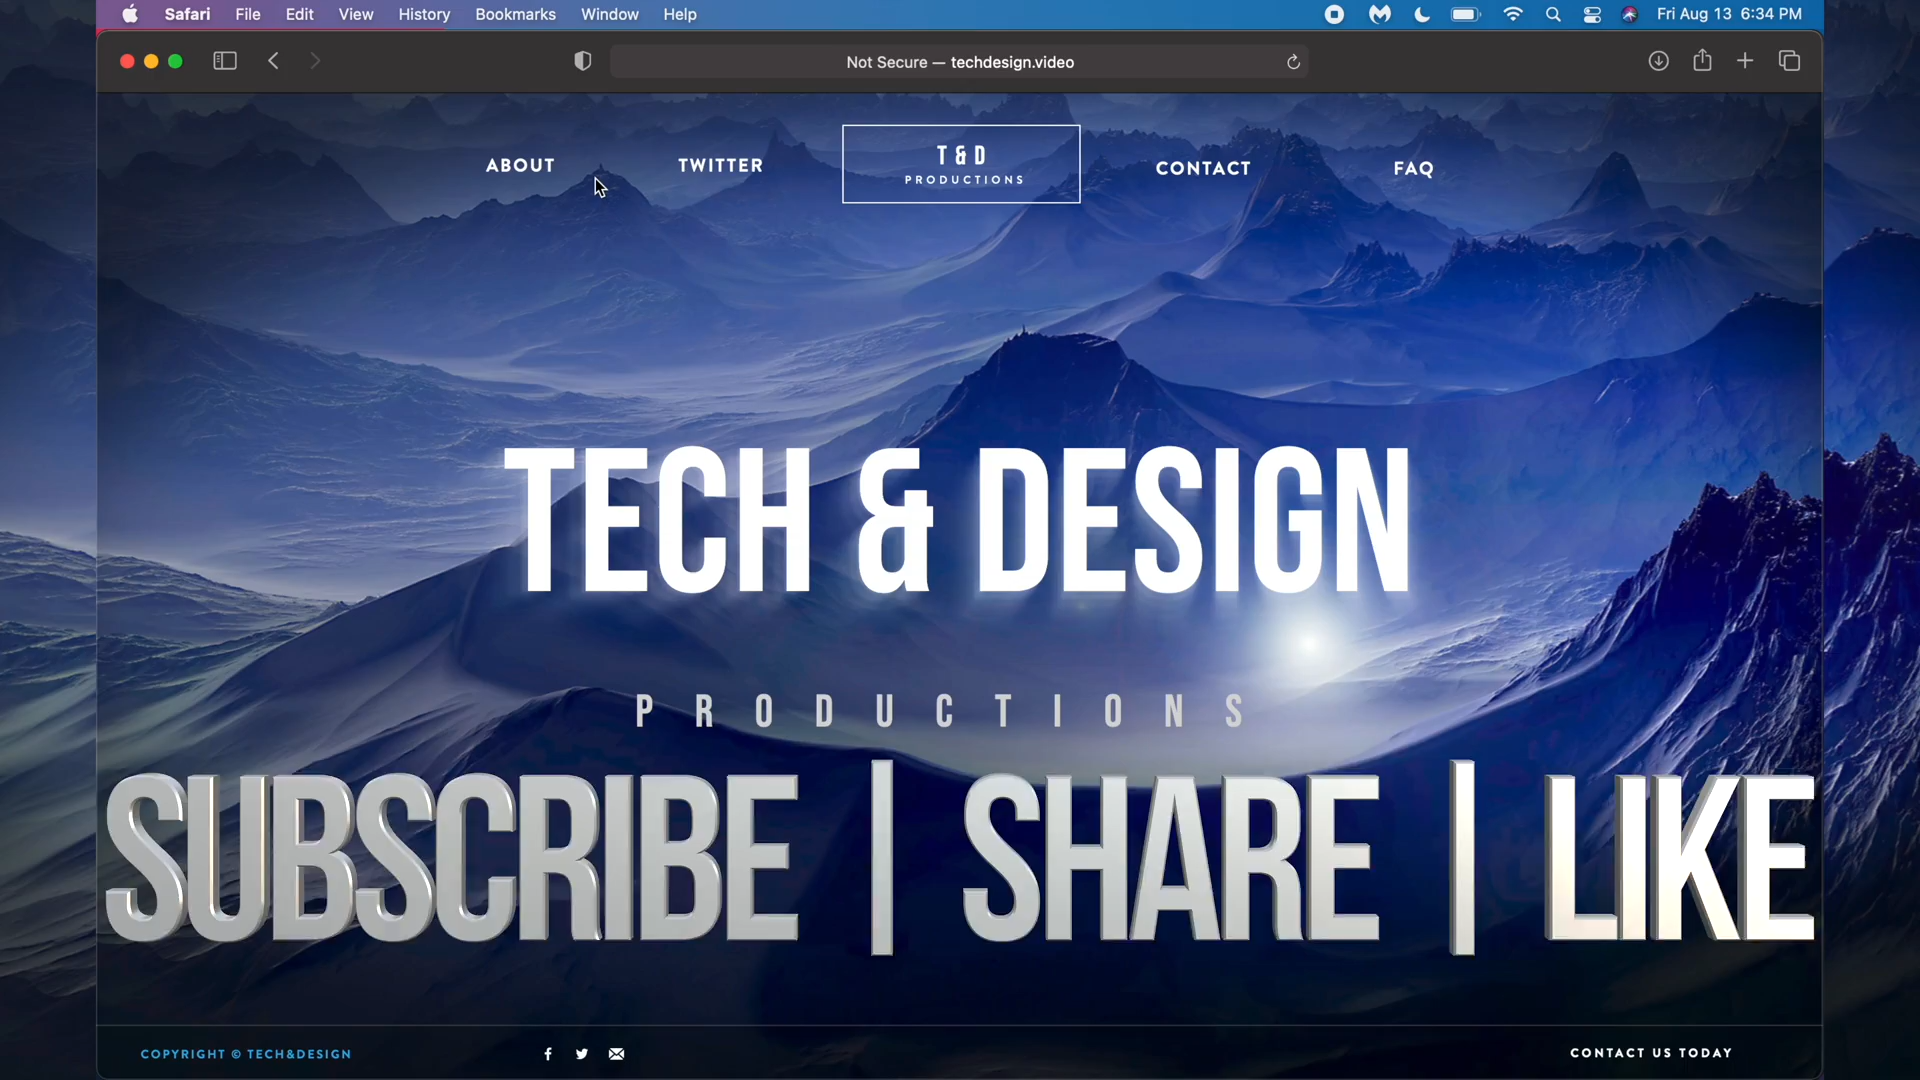 Safari File Edit View History Bookmarks Window Help Fri Aug 13 6:34 PM
Not Secure — techdesign.video
ABOUT TWITTER T & D CONTACT FAQ
PRODUCTIONS
TECH & DESIGN
PRODUCTIONS
SUBSCRIBE | SHARE | LIKE
COPYRIGHT © TECH&DESIGN CONTACT US TODAY